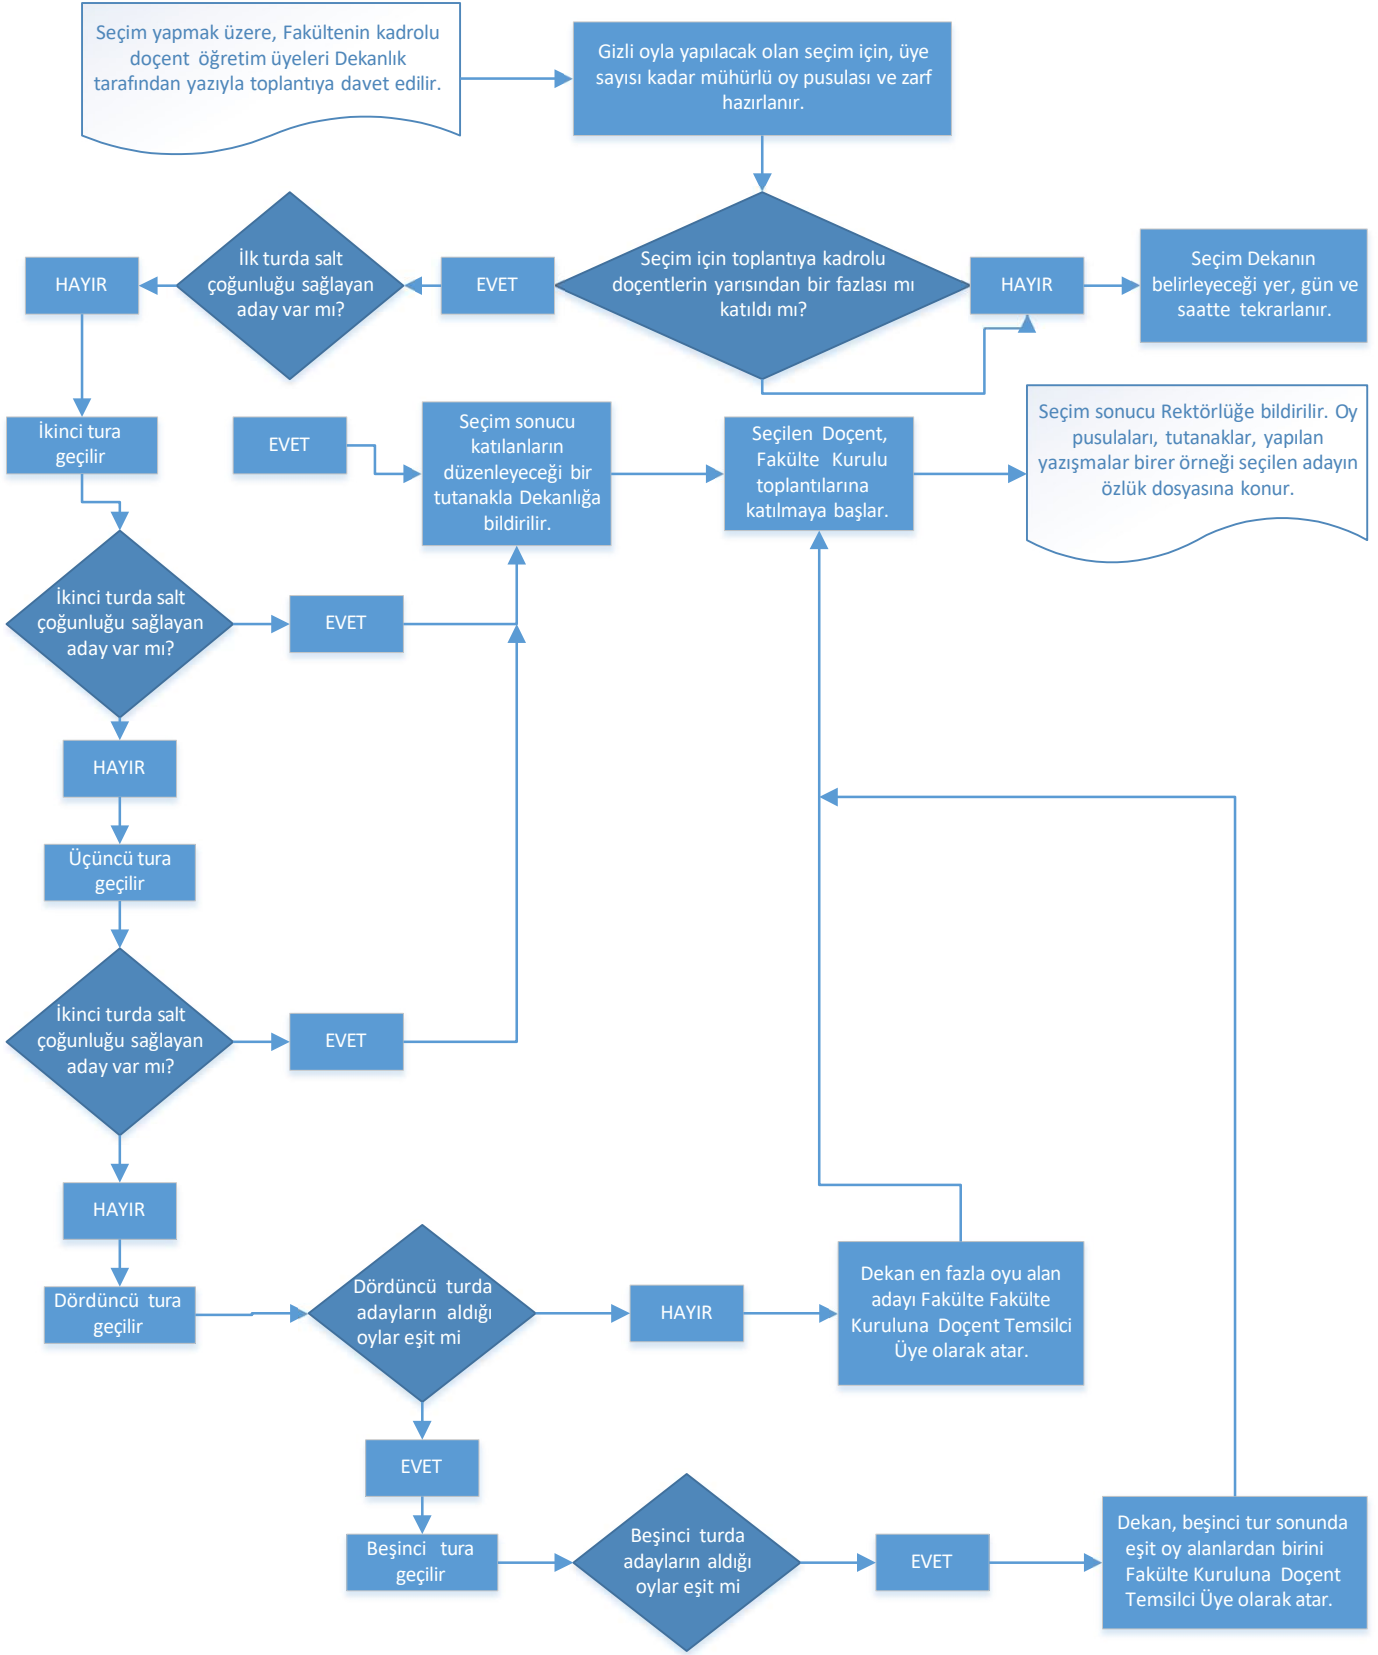 Seçim yapmak üzere, Fakültenin kadrolu
doçent öğretim üyeleri Dekanlık
tarafından yazıyla toplantıya davet edilir.
Gizli oyla yapılacak olan seçim için, üye
sayısı kadar mühürlü oy pusulası ve zarf
hazırlanır.
HAYIR
İlk turda salt
çoğunluğu sağlayan
aday var mı?
EVET
Seçim için toplantıya kadrolu
doçentlerin yarısından bir fazlası mı
katıldı mı?
HAYIR
Seçim Dekanın
belirleyeceği yer, gün ve
saatte tekrarlanır.
İkinci tura
geçilir
EVET
Seçim sonucu
katılanların
düzenleyeceği bir
tutanakla Dekanlığa
bildirilir.
Seçilen Doçent,
Fakülte Kurulu
toplantılarına
katılmaya başlar.
Seçim sonucu Rektörlüğe bildirilir. Oy
pusulaları, tutanaklar, yapılan
yazışmalar birer örneği seçilen adayın
özlük dosyasına konur.
İkinci turda salt
çoğunluğu sağlayan
aday var mı?
EVET
HAYIR
Üçüncü tura
geçilir
İkinci turda salt
çoğunluğu sağlayan
aday var mı?
EVET
HAYIR
Dördüncü tura
geçilir
Dördüncü turda
adayların aldığı
oylar eşit mi
HAYIR
Dekan en fazla oyu alan
adayı Fakülte Fakülte
Kuruluna Doçent Temsilci
Üye olarak atar.
EVET
Beşinci tura
geçilir
Beşinci turda
adayların aldığı
oylar eşit mi
EVET
Dekan, beşinci tur sonunda
eşit oy alanlardan birini
Fakülte Kuruluna Doçent
Temsilci Üye olarak atar.